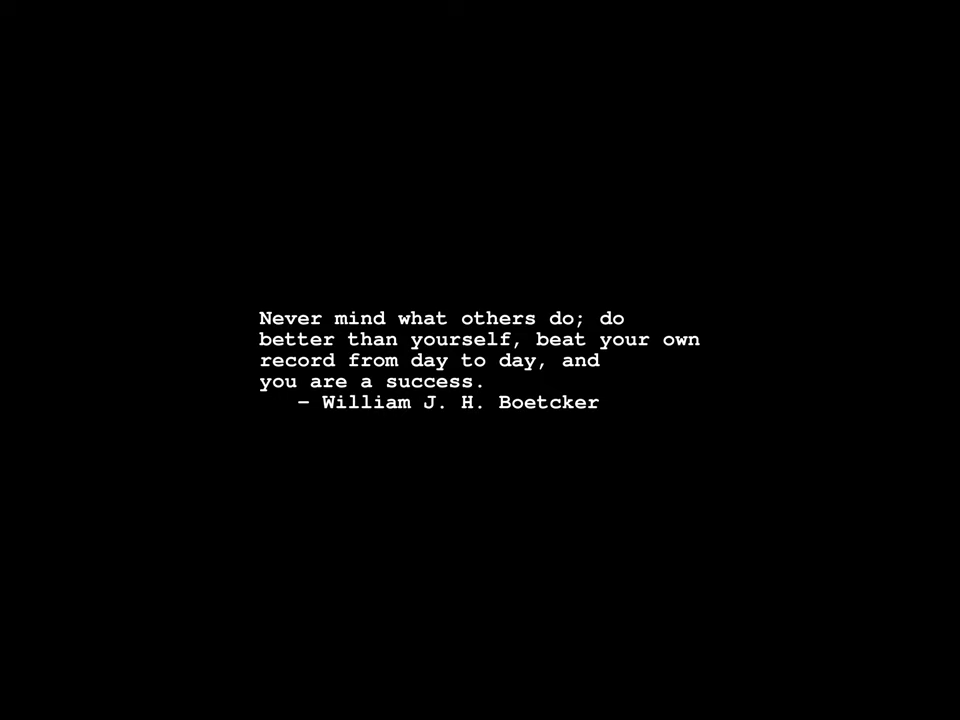 Never mind what others do; do
better than yourself, beat your own
record from day to day, and
you are a success.
– William J. H. Boetcker